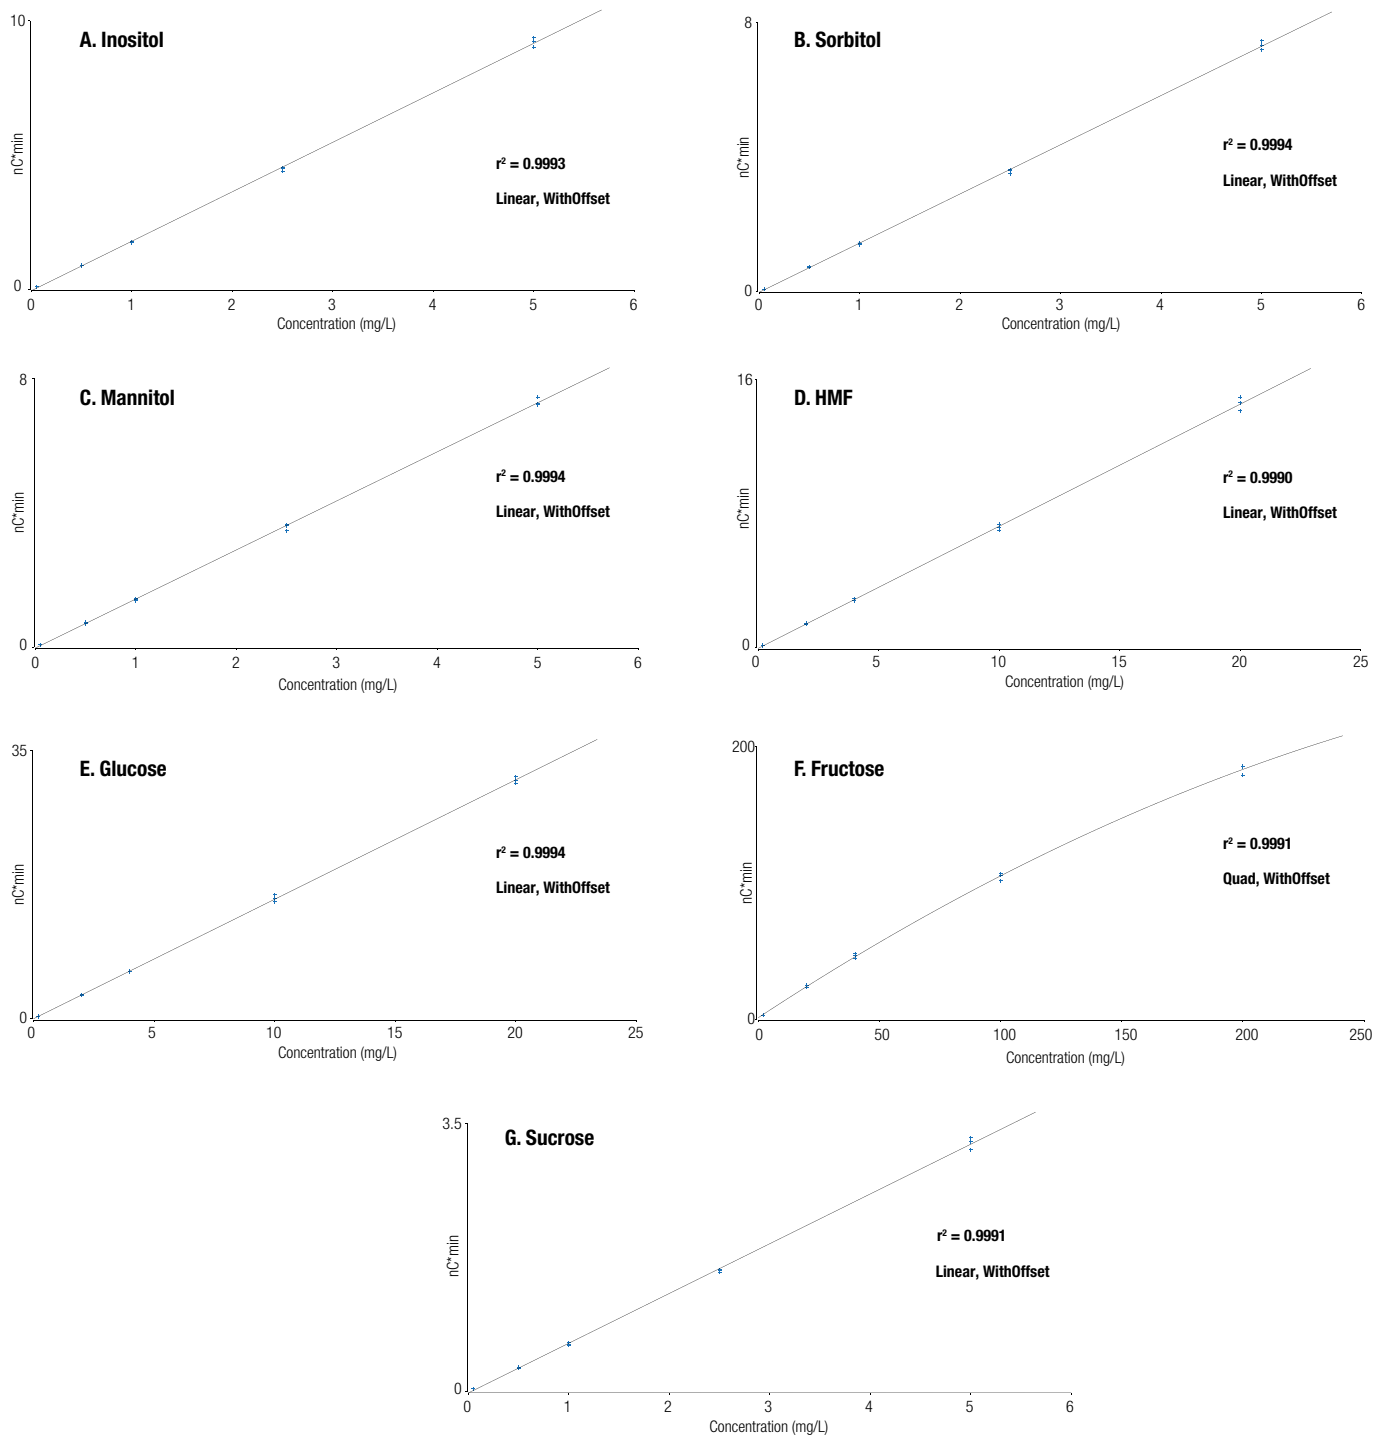 A. Inositol
10
nC*min
r² = 0.9993
Linear, WithOffset
0
0 1 2 3 4 5 6
Concentration (mg/L)
B. Sorbitol
8
4
nC*min
r² = 0.9994
Linear, WithOffset
0
0 1 2 3 4 5 6
Concentration (mg/L)
C. Mannitol
8
nC*min
r² = 0.9994
Linear, WithOffset
0
0 1 2 3 4 5 6
Concentration (mg/L)
D. HMF
16
nC*min
r² = 0.9990
Linear, WithOffset
0
0 5 10 15 20 25
Concentration (mg/L)
E. Glucose
35
nC*min
r² = 0.9994
Linear, WithOffset
0
0 5 10 15 20 25
Concentration (mg/L)
F. Fructose
200
nC*min
r² = 0.9991
Quad, WithOffset
0
0 50 100 150 200 250
Concentration (mg/L)
G. Sucrose
3.5
nC*min
r² = 0.9991
Linear, WithOffset
0
0 1 2 3 4 5 6
Concentration (mg/L)